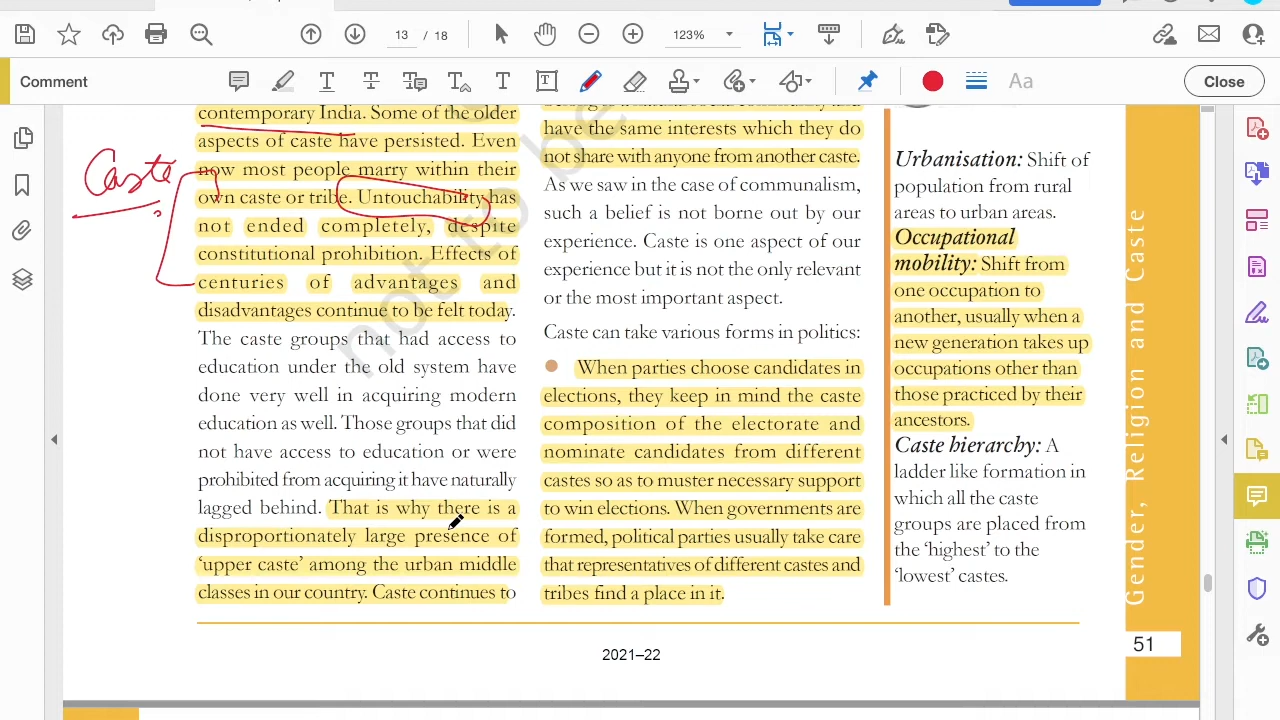 13 / 18
123%
Comment
Aa
Close
contemporary India. Some of the older
aspects of caste have persisted. Even
now most people marry within their
own caste or tribe. Untouchability has
not ended completely, despite
constitutional prohibition. Effects of
centuries of advantages and
disadvantages continue to be felt today.
The caste groups that had access to
education under the old system have
done very well in acquiring modern
education as well. Those groups that did
not have access to education or were
prohibited from acquiring it have naturally
lagged behind. That is why there is a
disproportionately large presence of
‘upper caste’ among the urban middle
classes in our country. Caste continues to
Caste
not to be
have the same interests which they do
not share with anyone from another caste.
As we saw in the case of communalism,
such a belief is not borne out by our
experience. Caste is one aspect of our
experience but it is not the only relevant
or the most important aspect.
Caste can take various forms in politics:
When parties choose candidates in
elections, they keep in mind the caste
composition of the electorate and
nominate candidates from different
castes so as to muster necessary support
to win elections. When governments are
formed, political parties usually take care
that representatives of different castes and
tribes find a place in it.
Urbanisation: Shift of
population from rural
areas to urban areas.
Occupational
mobility: Shift from
one occupation to
another, usually when a
new generation takes up
occupations other than
those practiced by their
ancestors.
Caste hierarchy: A
ladder like formation in
which all the caste
groups are placed from
the ‘highest’ to the
‘lowest’ castes.
Gender, Religion and Caste
51
2021–22